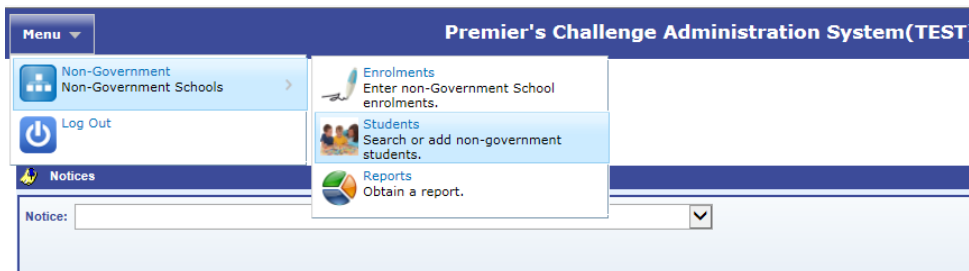 Menu
Premier's Challenge Administration System(TEST)
Non-Government
Non-Government Schools
Log Out
Enrolments
Enter non-Government School
enrolments.
Students
Search or add non-government
students.
Reports
Obtain a report.
Notices
Notice: